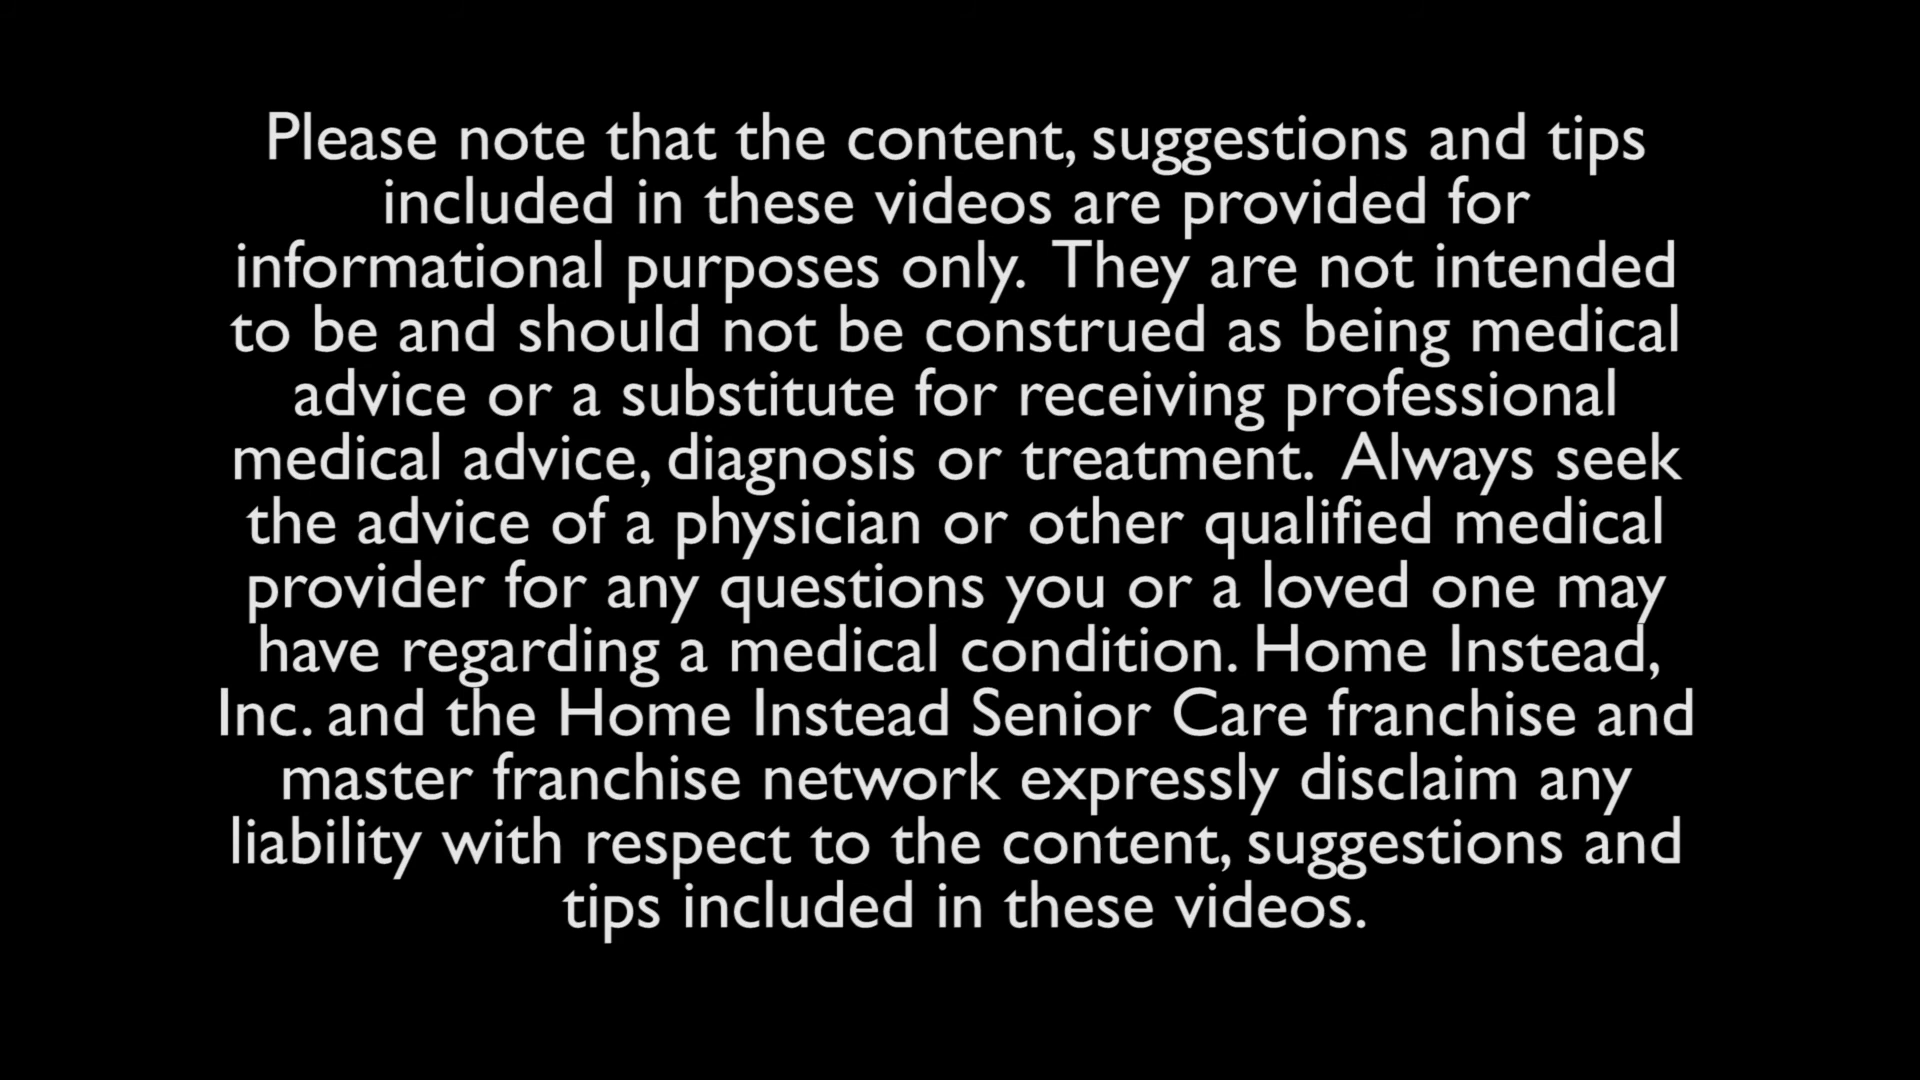 Please note that the content, suggestions and tips
included in these videos are provided for
informational purposes only.  They are not intended
to be and should not be construed as being medical
advice or a substitute for receiving professional
medical advice, diagnosis or treatment.  Always seek
the advice of a physician or other qualified medical
provider for any questions you or a loved one may
have regarding a medical condition. Home Instead,
Inc. and the Home Instead Senior Care franchise and
master franchise network expressly disclaim any
liability with respect to the content, suggestions and
tips included in these videos.